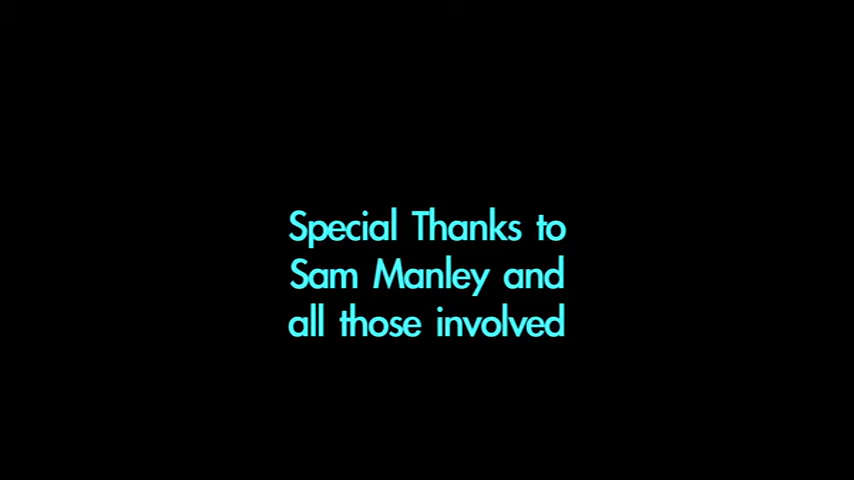 Special Thanks to
Sam Manley and
all those involved